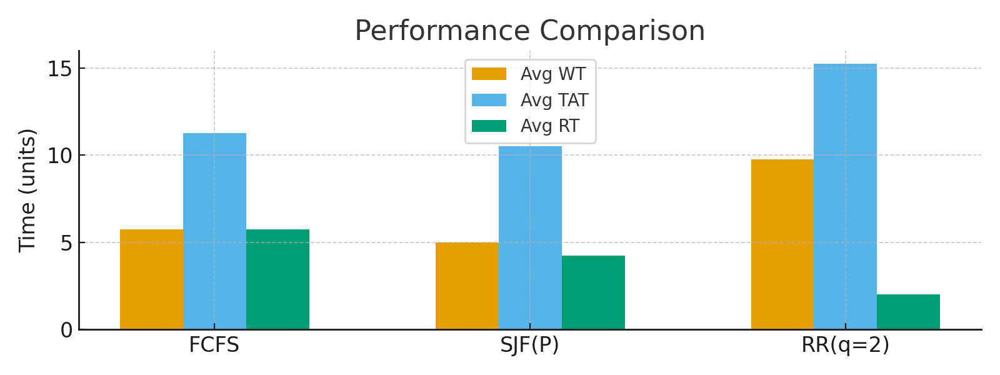 Performance Comparison
Time (units)
15
10
5
0
Avg WT
Avg TAT
Avg RT
FCFS
SJF(P)
RR(q=2)